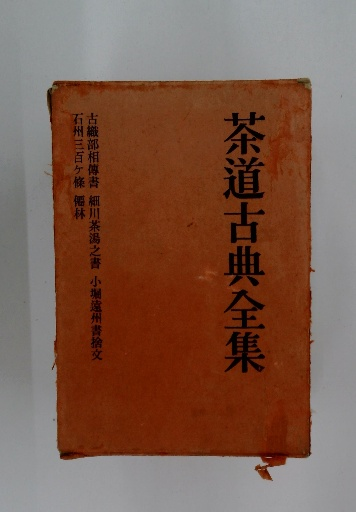 茶道古典全集
古織部相傳書 細川茶湯之書 小堀遠州書捨文
石州三百ケ條 僊林